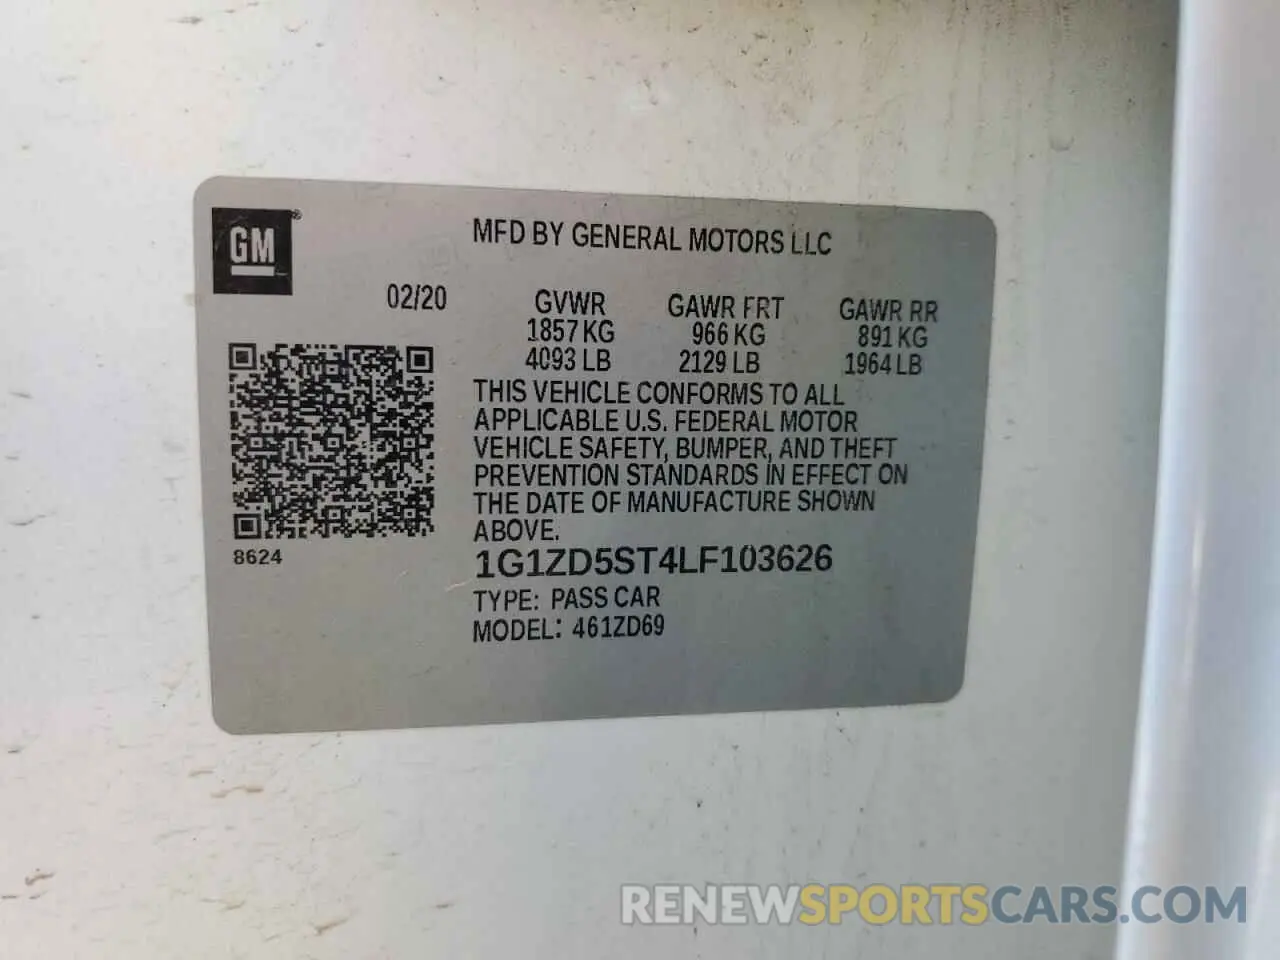 GM®
MFD BY GENERAL MOTORS LLC
02/20
GVWR GAWR FRT GAWR RR
1857 KG 966 KG 891 KG
4093 LB 2129 LB 1964 LB
THIS VEHICLE CONFORMS TO ALL
APPLICABLE U.S. FEDERAL MOTOR
VEHICLE SAFETY, BUMPER, AND THEFT
PREVENTION STANDARDS IN EFFECT ON
THE DATE OF MANUFACTURE SHOWN
ABOVE.
8624
1G1ZD5ST4LF103626
TYPE: PASS CAR
MODEL: 461ZD69
RENEWSPORTSCARS.COM